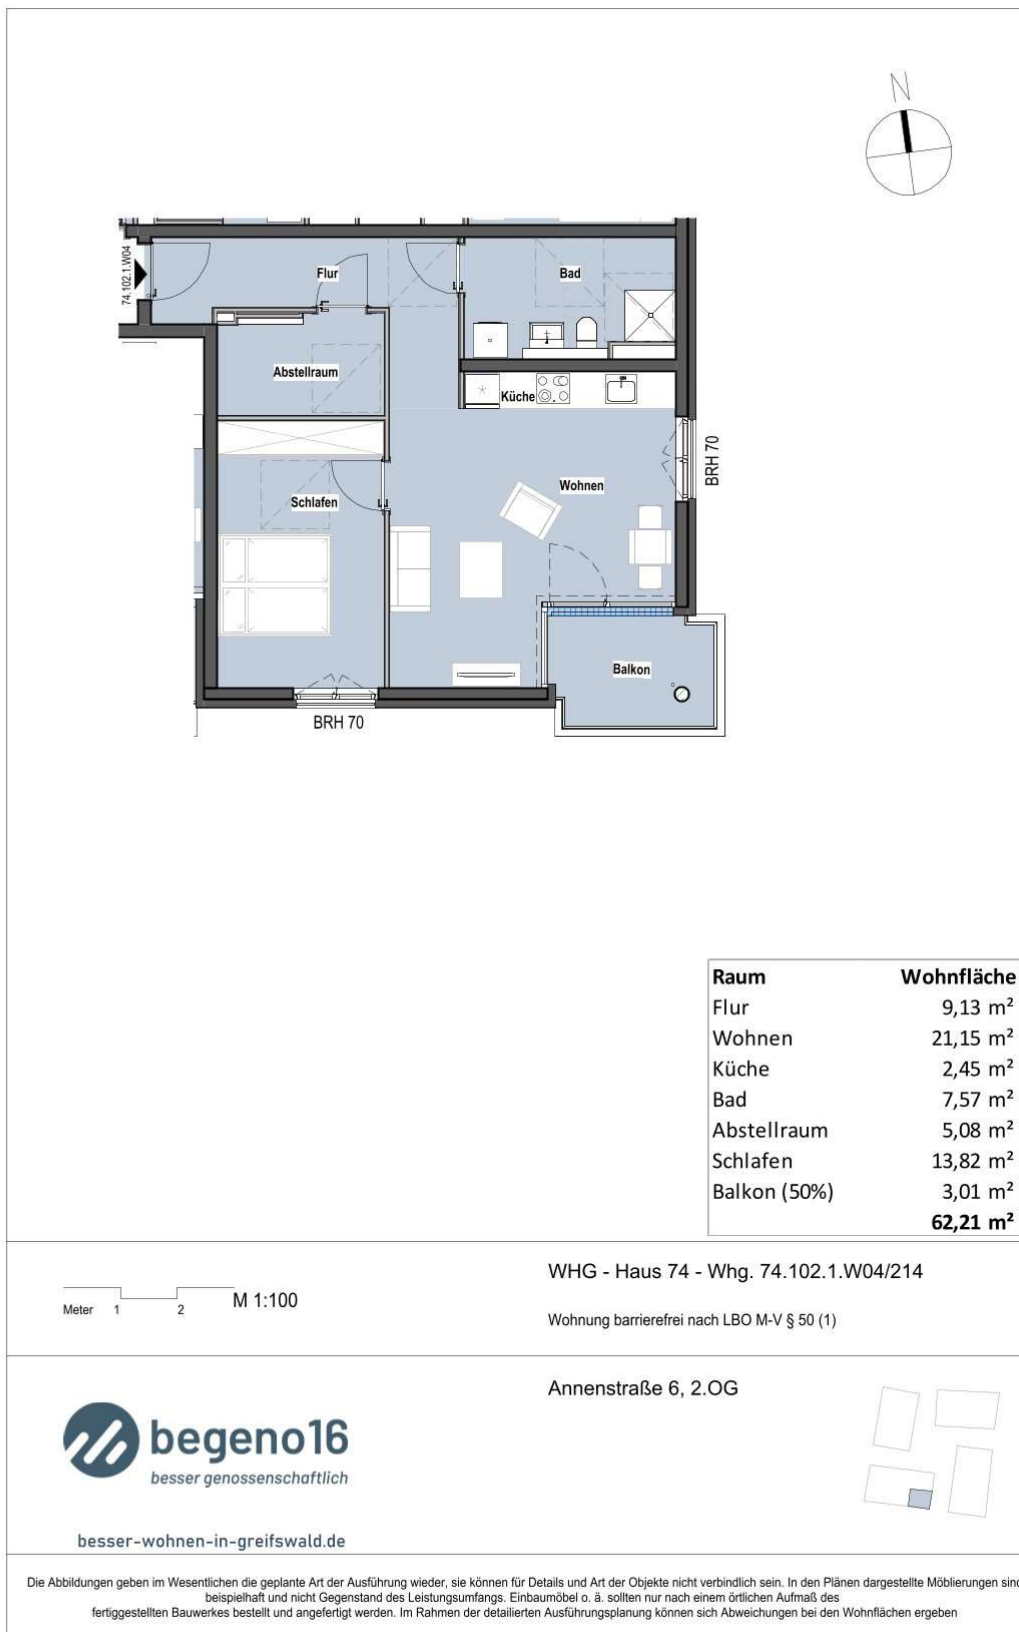 N
74.102.1.W04
Flur
Bad
Abstellraum
Küche
Schlafen
Wohnen
BRH 70
Balkon
BRH 70
Raum Wohnfläche
Flur 9,13 m²
Wohnen 21,15 m²
Küche 2,45 m²
Bad 7,57 m²
Abstellraum 5,08 m²
Schlafen 13,82 m²
Balkon (50%) 3,01 m²
62,21 m²
Meter 1 2 M 1:100
WHG - Haus 74 - Whg. 74.102.1.W04/214
Wohnung barrierefrei nach LBO M-V § 50 (1)
Annenstraße 6, 2.OG
begeno16
besser genossenschaftlich
besser-wohnen-in-greifswald.de
Die Abbildungen geben im Wesentlichen die geplante Art der Ausführung wieder, sie können für Details und Art der Objekte nicht verbindlich sein. In den Plänen dargestellte Möblierungen sind
beispielhaft und nicht Gegenstand des Leistungsumfangs. Einbaumöbel o. ä. sollten nur nach einem örtlichen Aufmaß des
fertiggestellten Bauwerkes bestellt und angefertigt werden. Im Rahmen der detailierten Ausführungsplanung können sich Abweichungen bei den Wohnflächen ergeben